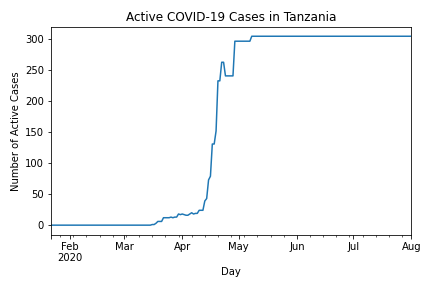 Active COVID-19 Cases in Tanzania
300
250
200
150
100
50
0
Number of Active Cases
Feb Mar Apr May Jun Jul Aug
2020
Day